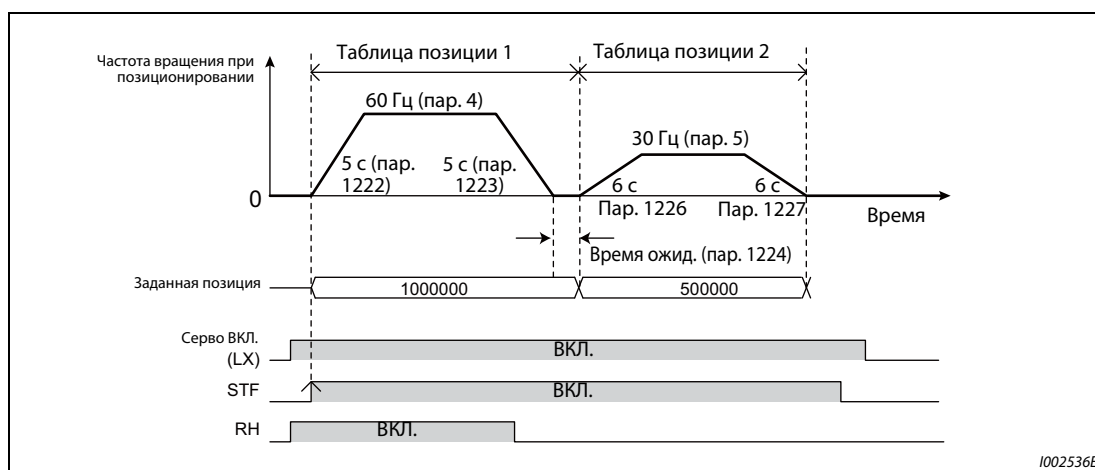 Частота вращения при
позиционировании
Таблица позиции 1
Таблица позиции 2
60 Гц (пар. 4)
30 Гц (пар. 5)
5 с (пар.
1222)
5 с (пар.
1223)
6 с
Пар. 1226
6 с
Пар. 1227
0
Время
Время ожид. (пар. 1224)
Заданная позиция
1000000
500000
Серво ВКЛ.
(LX)
ВКЛ.
STF
ВКЛ.
RH
ВКЛ.
I002536E